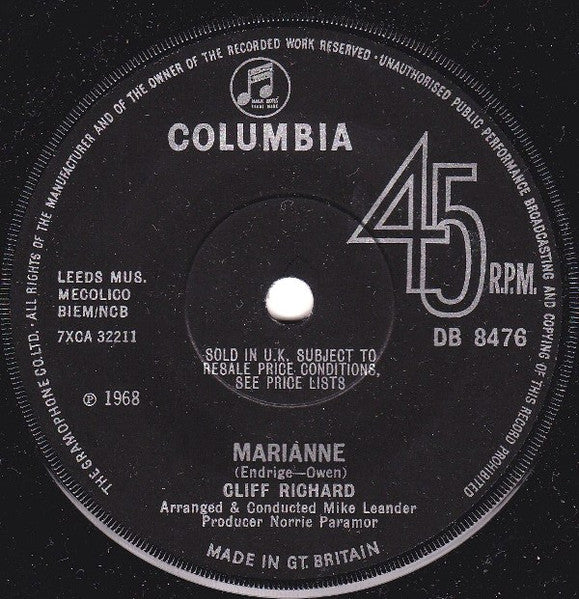 THE GRAMOPHONE CO. LTD. · ALL RIGHTS OF THE MANUFACTURER AND OF THE OWNER OF THE RECORDED WORK RESERVED · UNAUTHORISED PUBLIC PERFORMANCE BROADCASTING AND COPYING OF THIS RECORD PROHIBITED
COLUMBIA
45
R.P.M.
LEEDS MUS.
MECOLICO
BIEM/NCB
7XCA 32211
DB 8476
SOLD IN U.K. SUBJECT TO
RESALE PRICE CONDITIONS,
SEE PRICE LISTS
℗ 1968
MARIANNE
(Endrige—Owen)
CLIFF RICHARD
Arranged & Conducted Mike Leander
Producer Norrie Paramor
MADE IN GT. BRITAIN